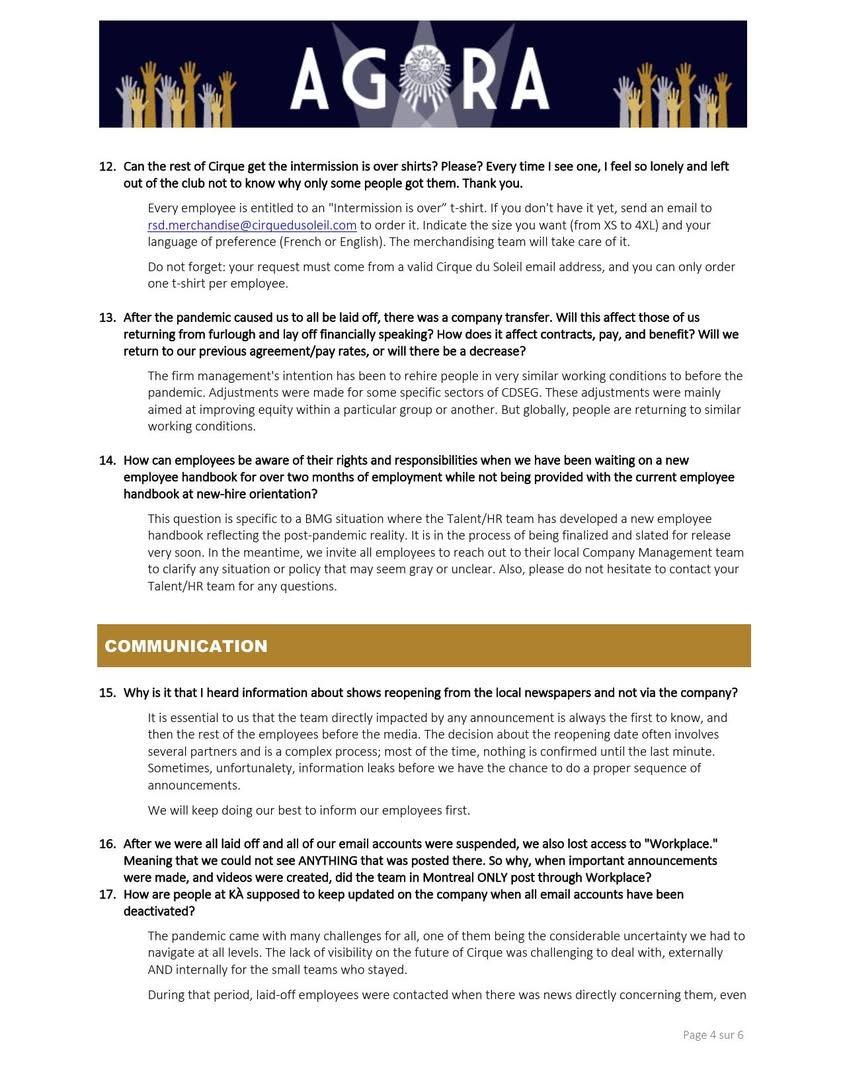 AGORA
12. Can the rest of Cirque get the intermission is over shirts? Please? Every time I see one, I feel so lonely and left
out of the club not to know why only some people got them. Thank you.
Every employee is entitled to an "Intermission is over” t-shirt. If you don't have it yet, send an email to
rsd.merchandise@cirquedusoleil.com to order it. Indicate the size you want (from XS to 4XL) and your
language of preference (French or English). The merchandising team will take care of it.
Do not forget: your request must come from a valid Cirque du Soleil email address, and you can only order
one t-shirt per employee.
13. After the pandemic caused us to all be laid off, there was a company transfer. Will this affect those of us
returning from furlough and lay off financially speaking? How does it affect contracts, pay, and benefit? Will we
return to our previous agreement/pay rates, or will there be a decrease?
The firm management's intention has been to rehire people in very similar working conditions to before the
pandemic. Adjustments were made for some specific sectors of CDSEG. These adjustments were mainly
aimed at improving equity within a particular group or another. But globally, people are returning to similar
working conditions.
14. How can employees be aware of their rights and responsibilities when we have been waiting on a new
employee handbook for over two months of employment while not being provided with the current employee
handbook at new-hire orientation?
This question is specific to a BMG situation where the Talent/HR team has developed a new employee
handbook reflecting the post-pandemic reality. It is in the process of being finalized and slated for release
very soon. In the meantime, we invite all employees to reach out to their local Company Management team
to clarify any situation or policy that may seem gray or unclear. Also, please do not hesitate to contact your
Talent/HR team for any questions.
COMMUNICATION
15. Why is it that I heard information about shows reopening from the local newspapers and not via the company?
It is essential to us that the team directly impacted by any announcement is always the first to know, and
then the rest of the employees before the media. The decision about the reopening date often involves
several partners and is a complex process; most of the time, nothing is confirmed until the last minute.
Sometimes, unfortunalety, information leaks before we have the chance to do a proper sequence of
announcements.
We will keep doing our best to inform our employees first.
16. After we were all laid off and all of our email accounts were suspended, we also lost access to "Workplace."
Meaning that we could not see ANYTHING that was posted there. So why, when important announcements
were made, and videos were created, did the team in Montreal ONLY post through Workplace?
17. How are people at KÀ supposed to keep updated on the company when all email accounts have been
deactivated?
The pandemic came with many challenges for all, one of them being the considerable uncertainty we had to
navigate at all levels. The lack of visibility on the future of Cirque was challenging to deal with, externally
AND internally for the small teams who stayed.
During that period, laid-off employees were contacted when there was news directly concerning them, even
Page 4 sur 6